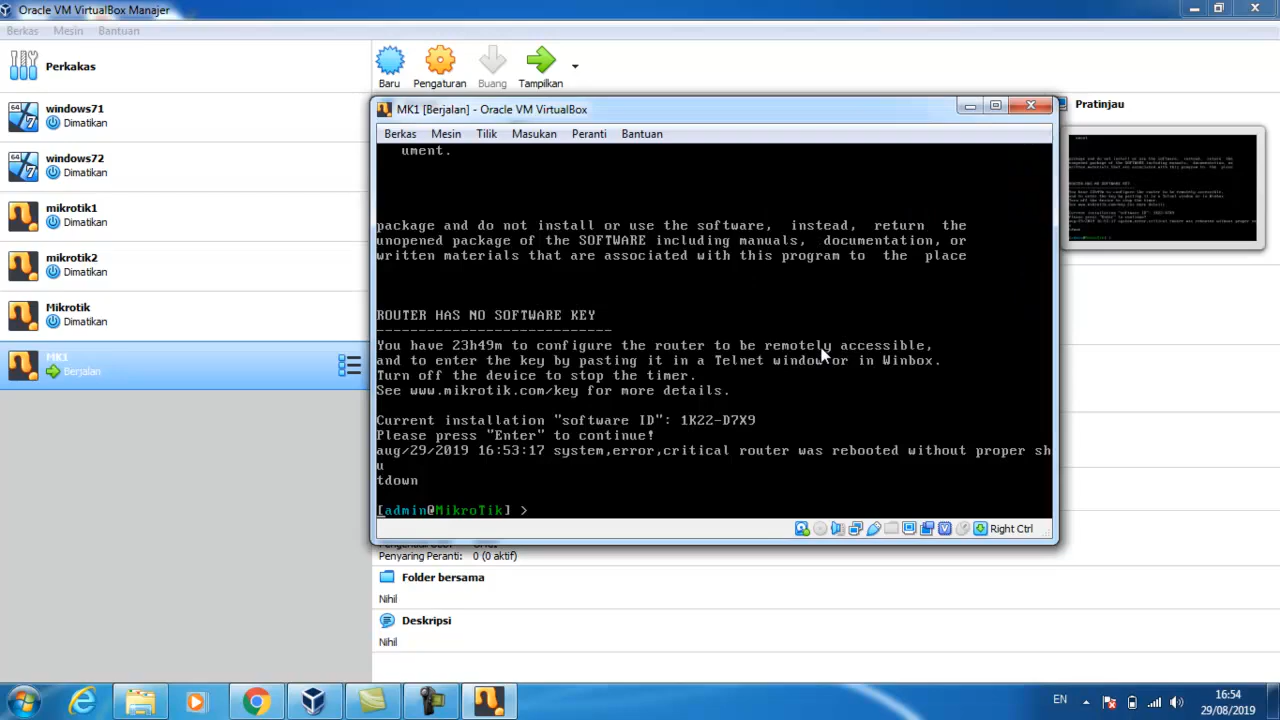 Oracle VM VirtualBox Manajer
Berkas Mesin Bantuan
Perkakas
Baru Pengaturan Buang Tampilkan
windows71
Dimatikan
windows72
Dimatikan
mikrotik1
Dimatikan
mikrotik2
Dimatikan
Mikrotik
Dimatikan
MK1
Berjalan
Pratinjau
MK1 [Berjalan] - Oracle VM VirtualBox
Berkas Mesin Tilik Masukan Peranti Bantuan
ument.
package and do not install or use the software, instead, return the
unopened package of the SOFTWARE including manuals, documentation, or
written materials that are associated with this program to the place
ROUTER HAS NO SOFTWARE KEY
----------------------------
You have 23h49m to configure the router to be remotely accessible,
and to enter the key by pasting it in a Telnet window or in Winbox.
Turn off the device to stop the timer.
See www.mikrotik.com/key for more details.
Current installation "software ID": 1K22-D7X9
Please press "Enter" to continue!
aug/29/2019 16:53:17 system,error,critical router was rebooted without proper sh
u
tdown
[admin@MikroTik] >
Right Ctrl
Penyaring Peranti: 0 (0 aktif)
Folder bersama
Nihil
Deskripsi
Nihil
EN
16:54
29/08/2019